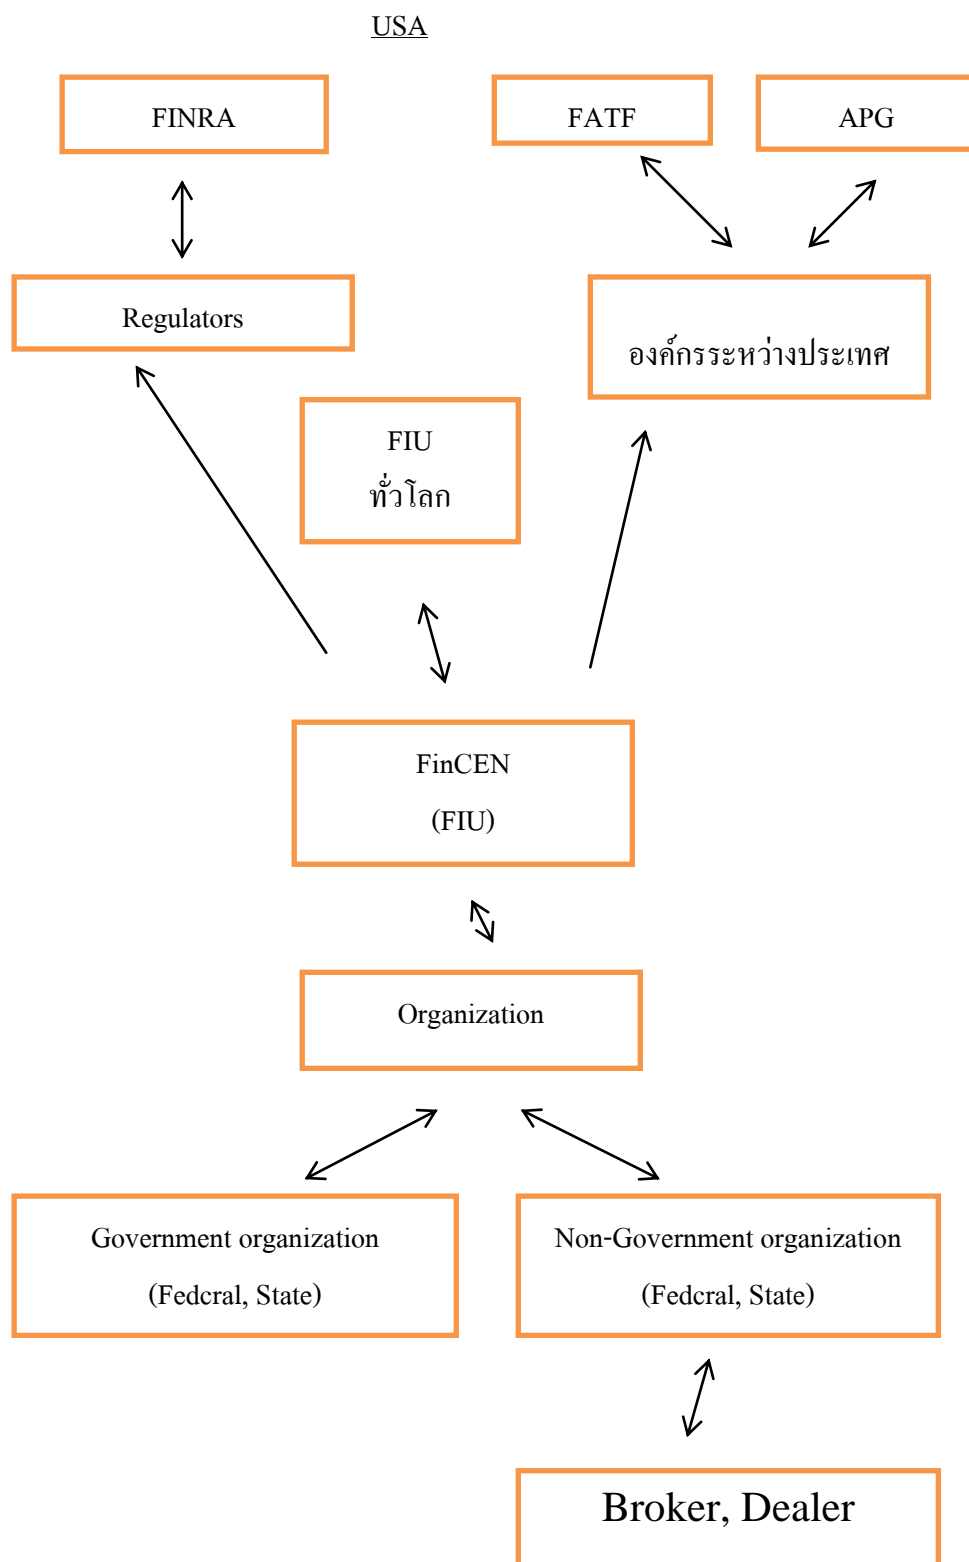 USA
FINRA
FATF
APG
Regulators
องค์กรระหว่างประเทศ
FIU
ทั่วโลก
FinCEN
(FIU)
Organization
Government organization
(Fedcral, State)
Non-Government organization
(Fedcral, State)
Broker, Dealer